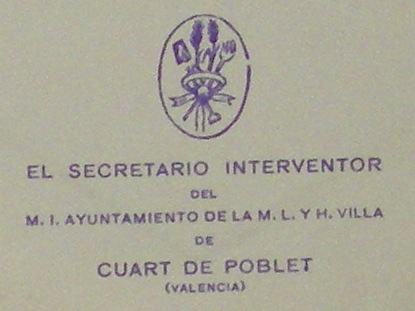 EL SECRETARIO INTERVENTOR
DEL
M. I. AYUNTAMIENTO DE LA M. L. Y H. VILLA
DE
CUART DE POBLET
(VALENCIA)